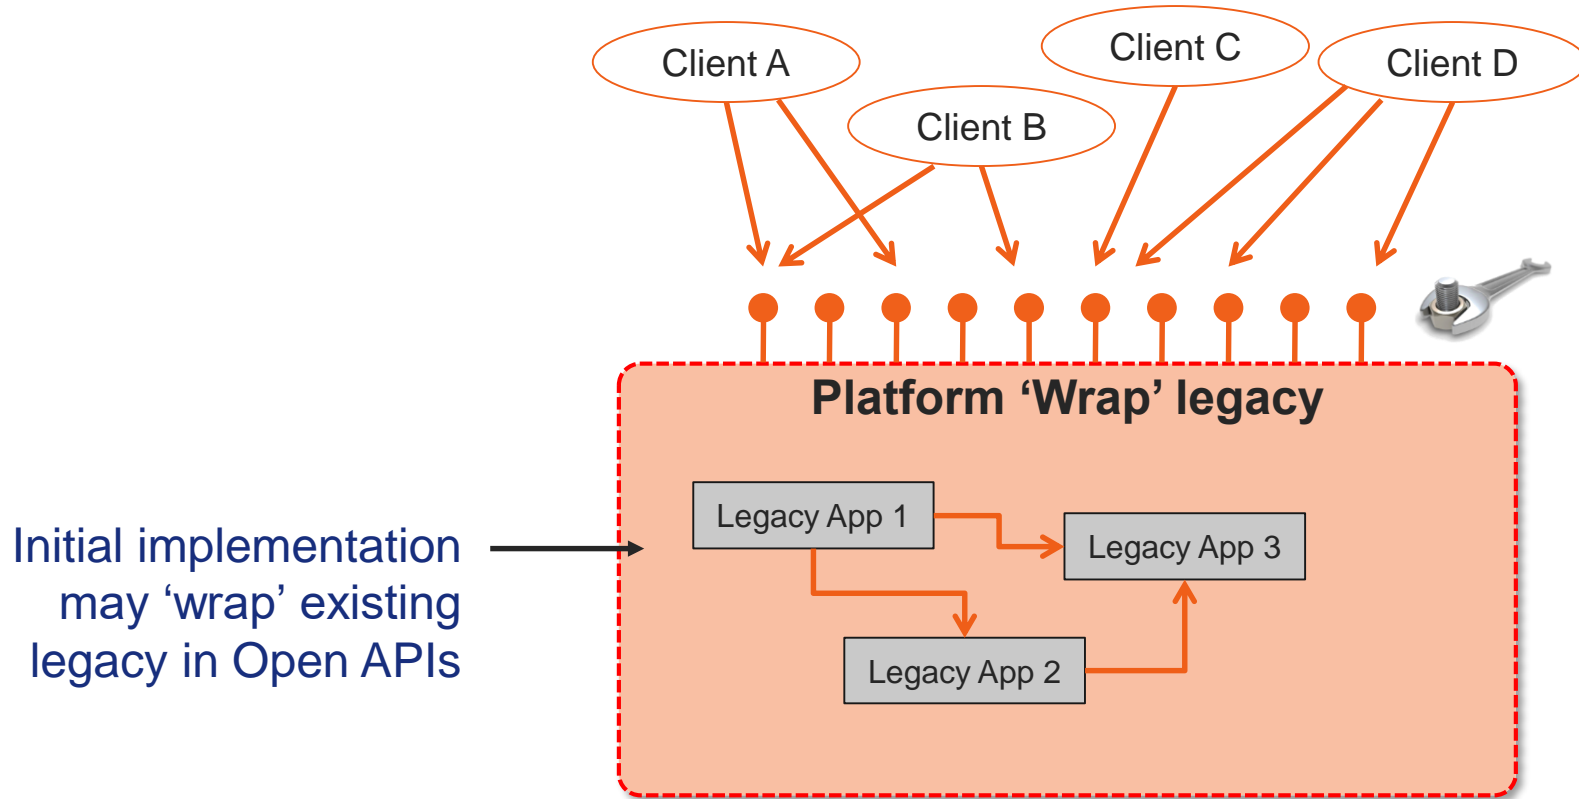 Client A
Client B
Client C
Client D
Platform ‘Wrap’ legacy
Legacy App 1
Legacy App 3
Legacy App 2
Initial implementation
may ‘wrap’ existing
legacy in Open APIs